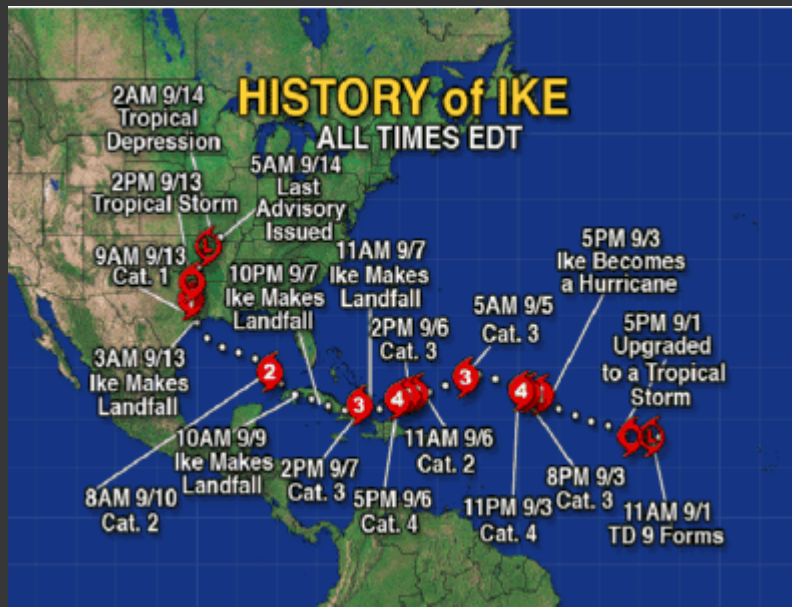 HISTORY of IKE
ALL TIMES EDT
2AM 9/14
Tropical
Depression
5AM 9/14
Last
Advisory
Issued
2PM 9/13
Tropical Storm
9AM 9/13
Cat. 1
10PM 9/7
Ike Makes
Landfall
11AM 9/7
Ike Makes
Landfall
2PM 9/6
Cat. 3
5AM 9/5
Cat. 3
5PM 9/3
Ike Becomes
a Hurricane
5PM 9/1
Upgraded
to a Tropical
Storm
L
2
3
4
3
4
L
3AM 9/13
Ike Makes
Landfall
8AM 9/10
Cat. 2
10AM 9/9
Ike Makes
Landfall
2PM 9/7
Cat. 3
5PM 9/6
Cat. 4
11AM 9/6
Cat. 2
11PM 9/3
Cat. 4
8PM 9/3
Cat. 3
11AM 9/1
TD 9 Forms